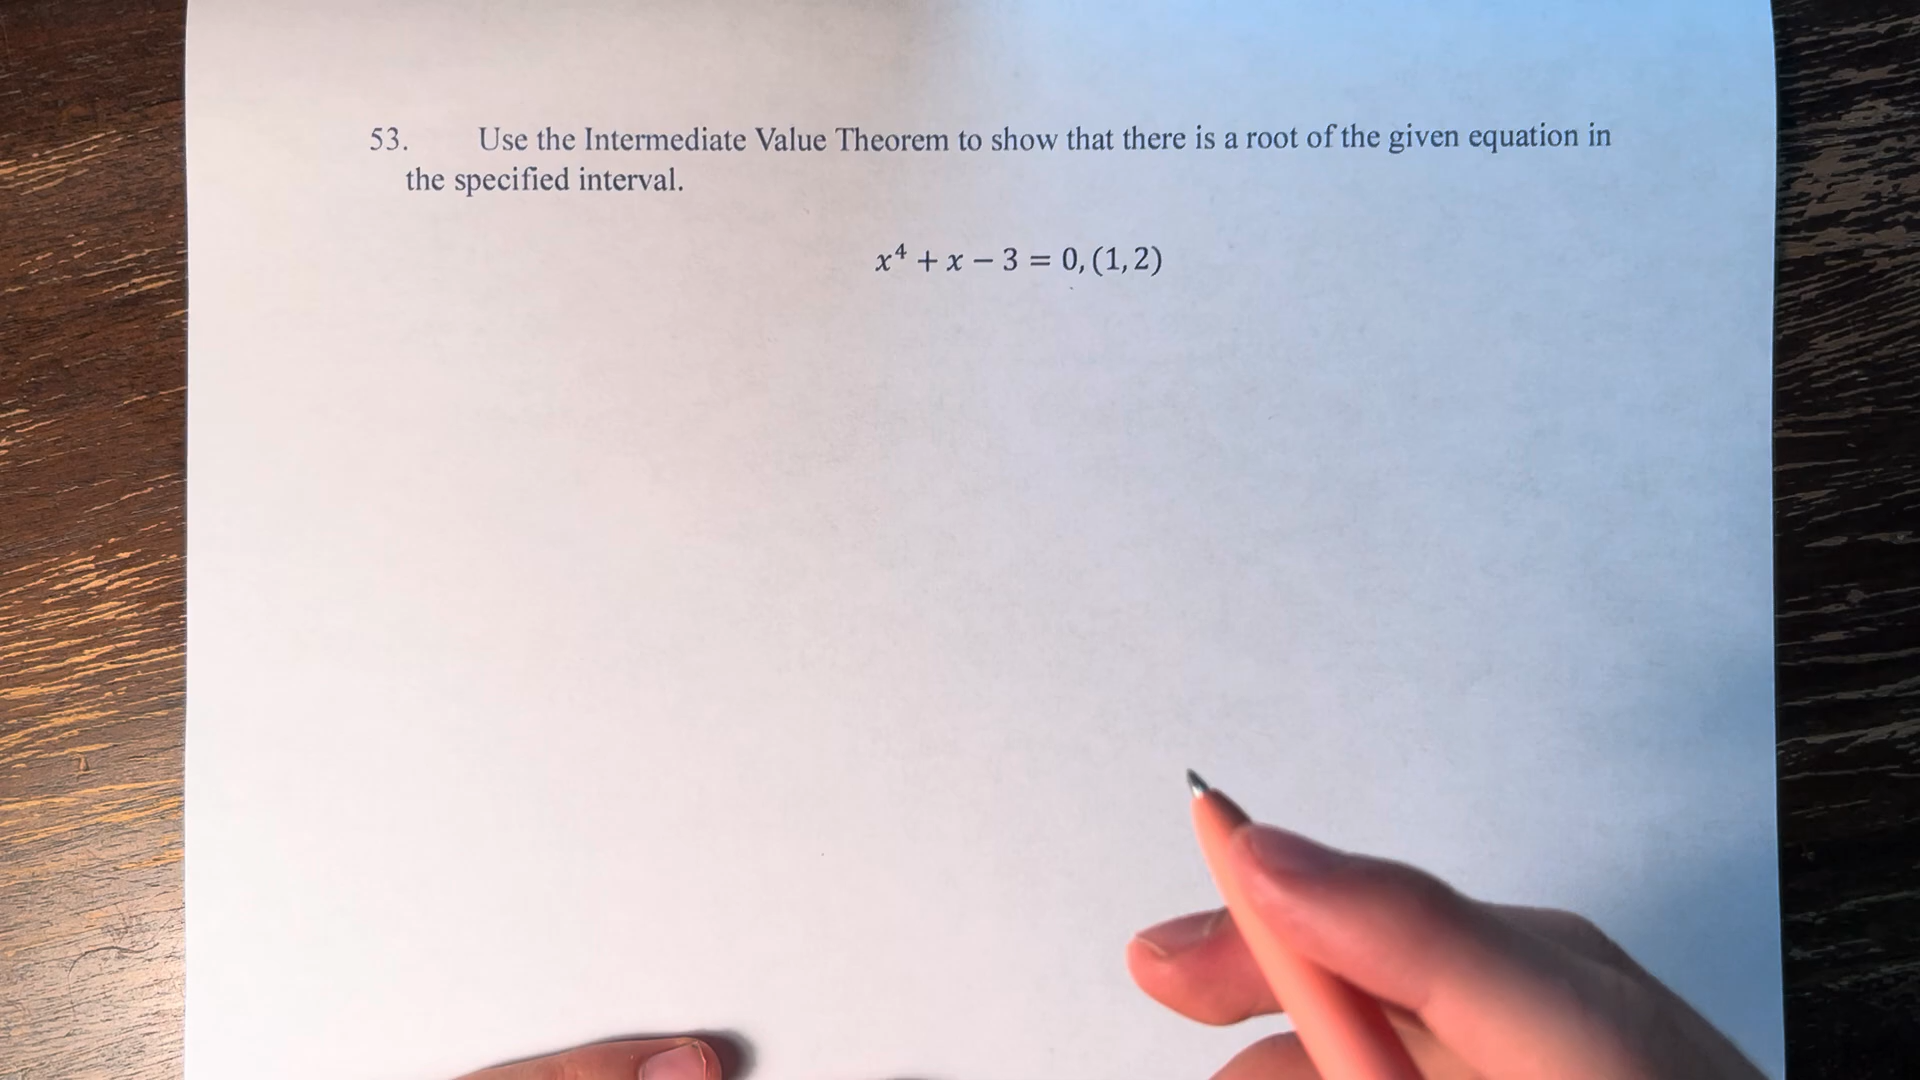 53. Use the Intermediate Value Theorem to show that there is a root of the given equation in
the specified interval.
x⁴ + x − 3 = 0, (1, 2)